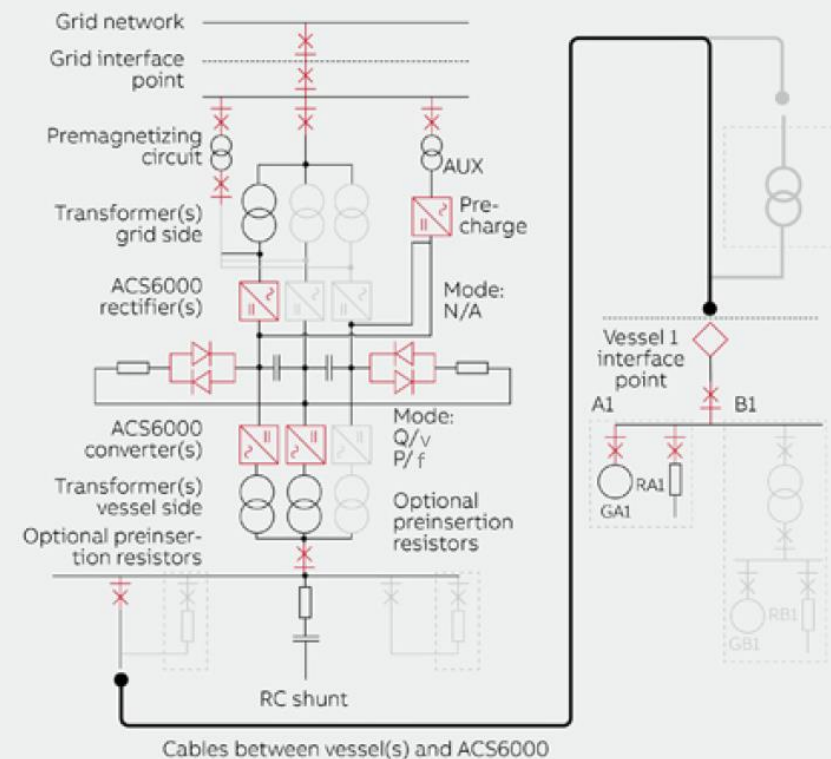 Grid network
Grid interface
point
Premagnetizing
circuit
AUX
Transformer(s)
grid side
Pre-
charge
ACS6000
rectifier(s)
Mode:
N/A
Vessel 1
interface
point
A1
B1
ACS6000
converter(s)
Mode:
Q/v
P/f
Transformer(s)
vessel side
Optional
preinsertion
resistors
RA1
GA1
Optional preinser-
tion resistors
RB1
GB1
RC shunt
Cables between vessel(s) and ACS6000